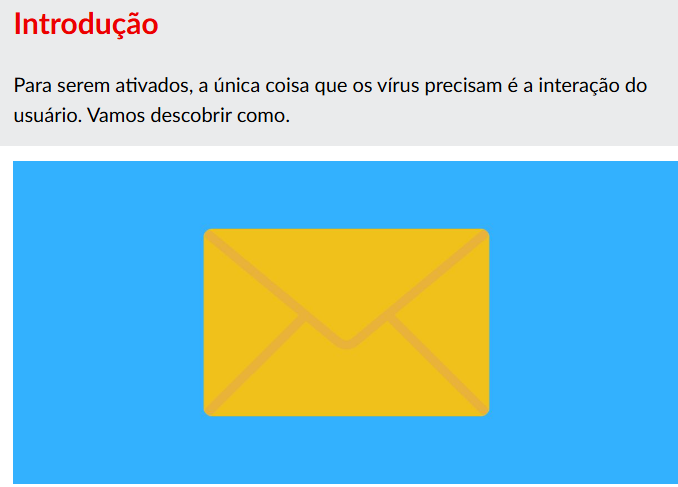 Introdução
Para serem ativados, a única coisa que os vírus precisam é a interação do
usuário. Vamos descobrir como.